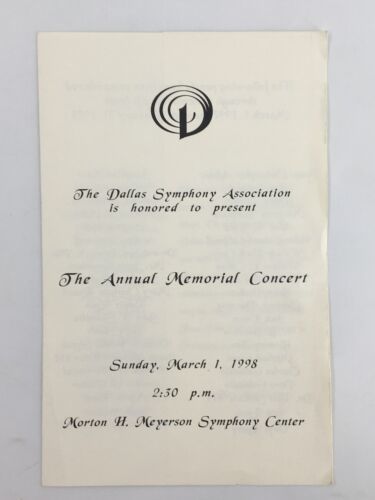 The Dallas Symphony Association
is honored to present
The Annual Memorial Concert
Sunday, March 1, 1998
2:30 p.m.
Morton H. Meyerson Symphony Center